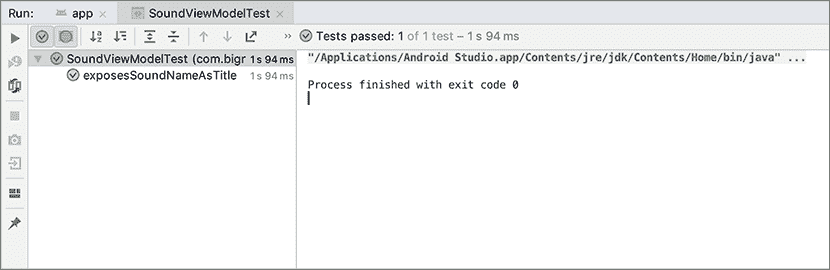 Run: app × SoundViewModelTest ×
» Tests passed: 1 of 1 test – 1 s 94 ms
SoundViewModelTest (com.bigr 1 s 94 ms
exposesSoundNameAsTitle 1 s 94 ms
"/Applications/Android Studio.app/Contents/jre/jdk/Contents/Home/bin/java" ...
Process finished with exit code 0